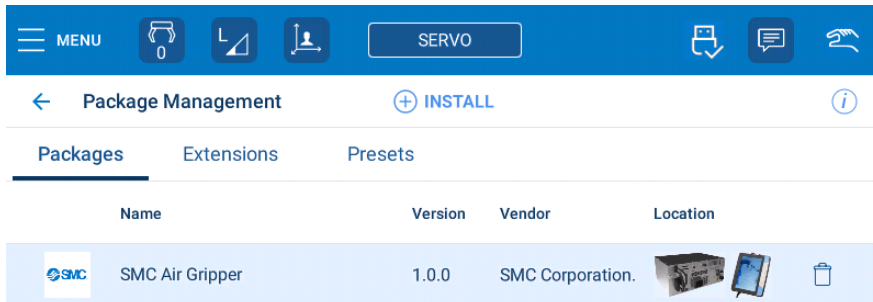 MENU
0
L
SERVO
Package Management
INSTALL
i
Packages Extensions Presets
Name Version Vendor Location
SMC SMC Air Gripper 1.0.0 SMC Corporation.